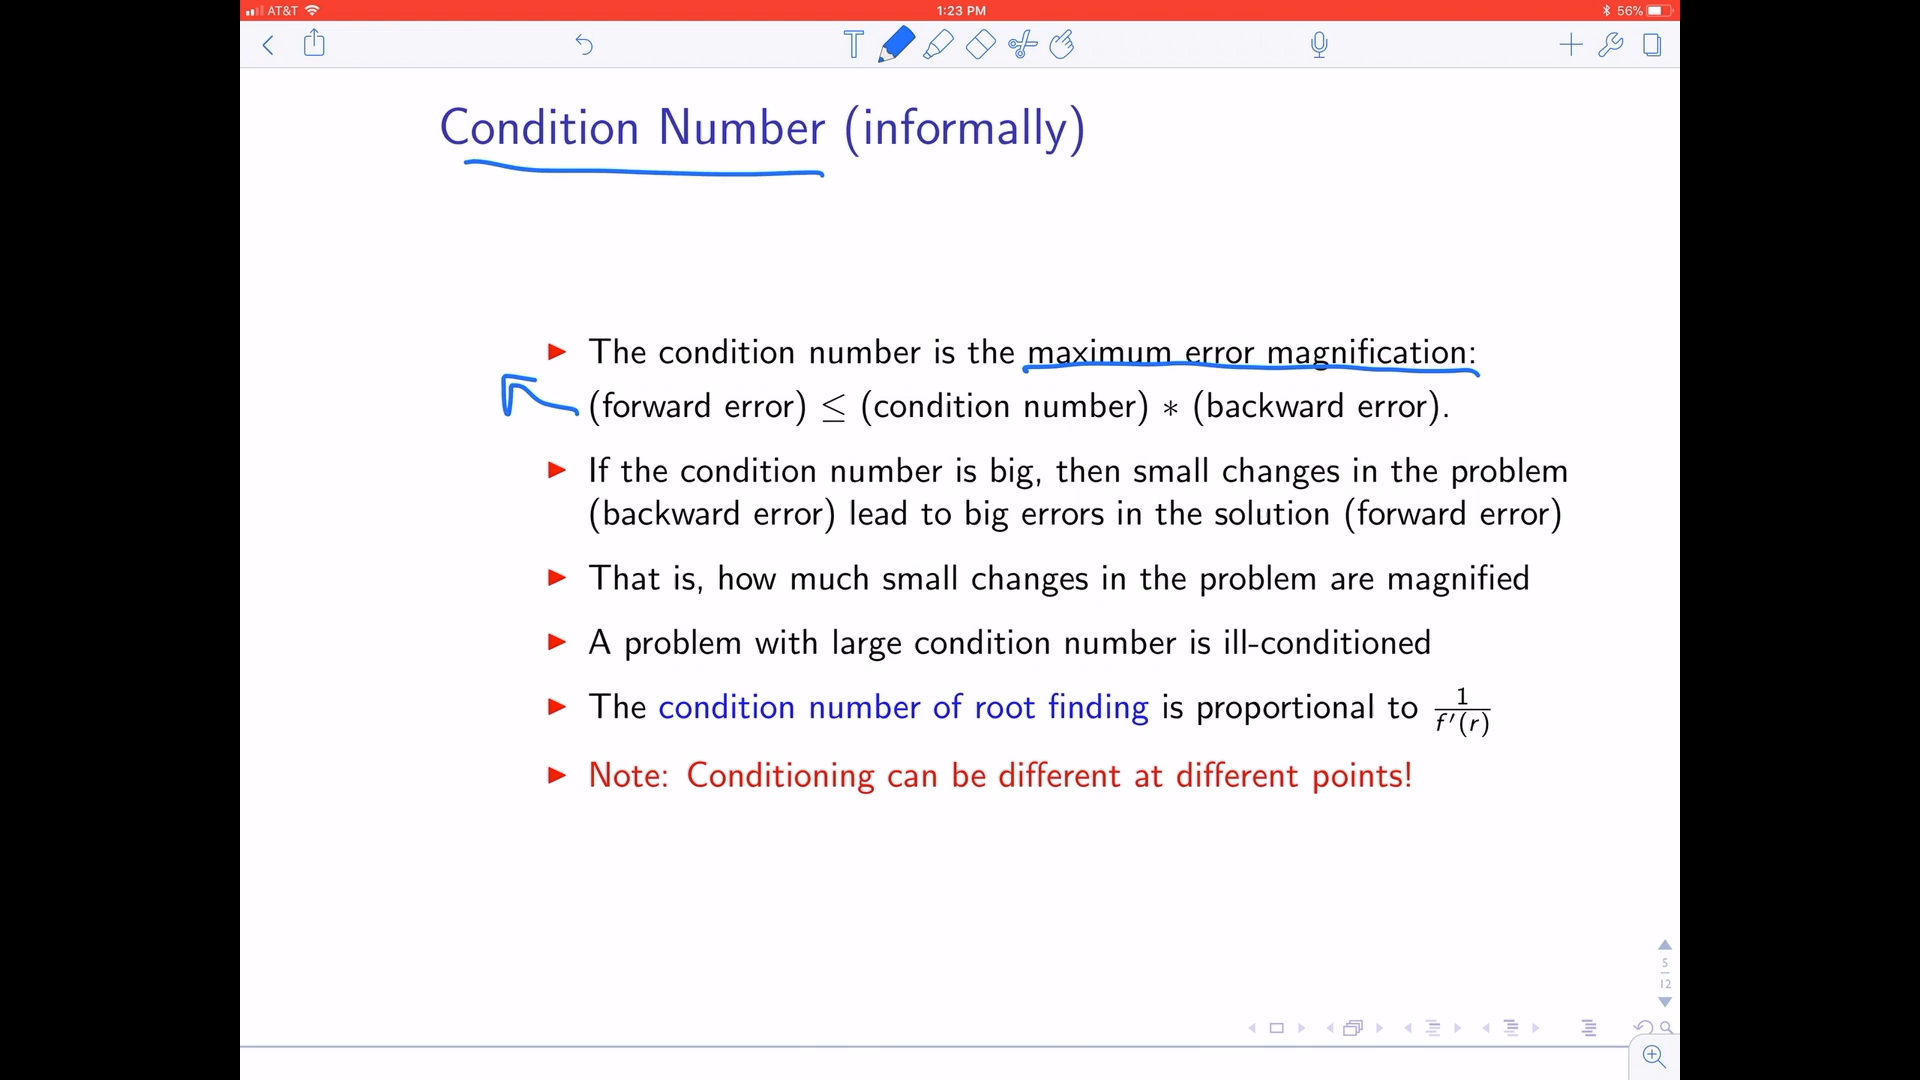 AT&T
1:23 PM
56%
T
Condition Number (informally)
The condition number is the maximum error magnification:
(forward error) ≤ (condition number) ∗ (backward error).
If the condition number is big, then small changes in the problem
(backward error) lead to big errors in the solution (forward error)
That is, how much small changes in the problem are magnified
A problem with large condition number is ill-conditioned
The condition number of root finding is proportional to 1/f′(r)
Note: Conditioning can be different at different points!
5
12